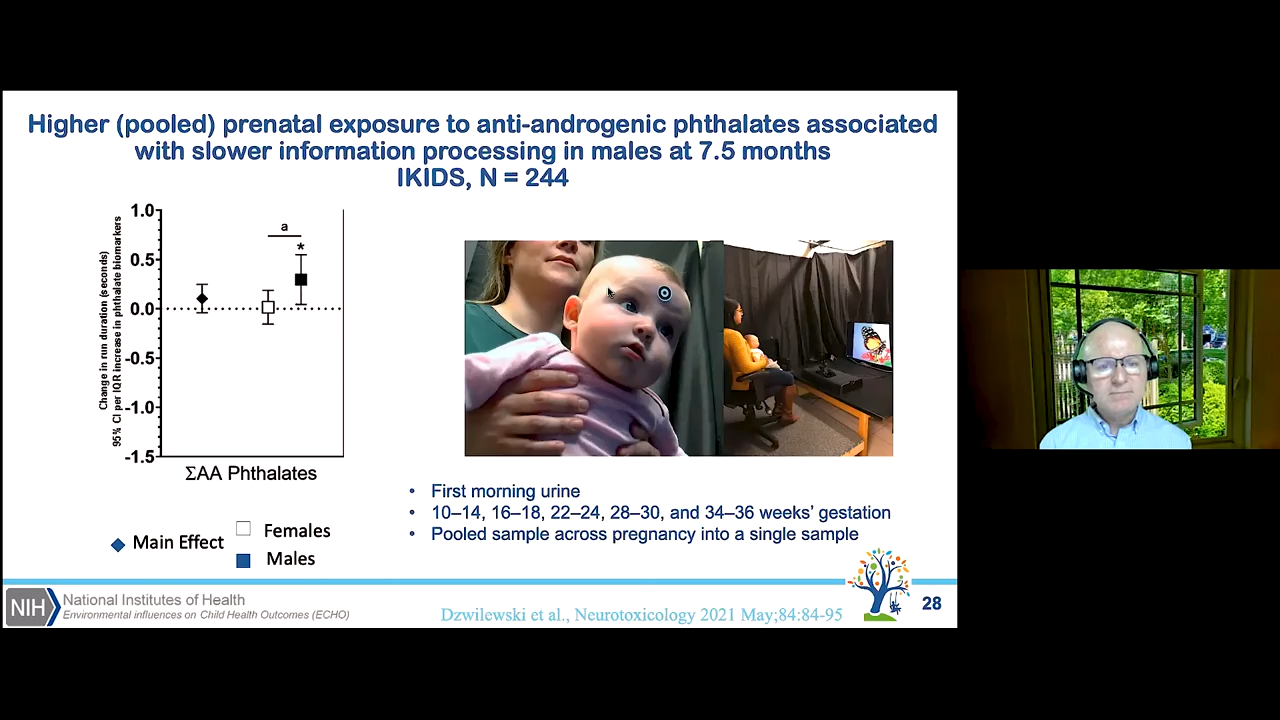 Higher (pooled) prenatal exposure to anti-androgenic phthalates associated
with slower information processing in males at 7.5 months
IKIDS, N = 244
Change in run duration (seconds)
95% CI per IQR increase in phthalate biomarkers
1.0
0.5
0.0
-0.5
-1.0
-1.5
a
*
ΣAA Phthalates
Main Effect
Females
Males
• First morning urine
• 10–14, 16–18, 22–24, 28–30, and 34–36 weeks’ gestation
• Pooled sample across pregnancy into a single sample
NIH
National Institutes of Health
Environmental influences on Child Health Outcomes (ECHO)
Dzwilewski et al., Neurotoxicology 2021 May;84:84-95
28